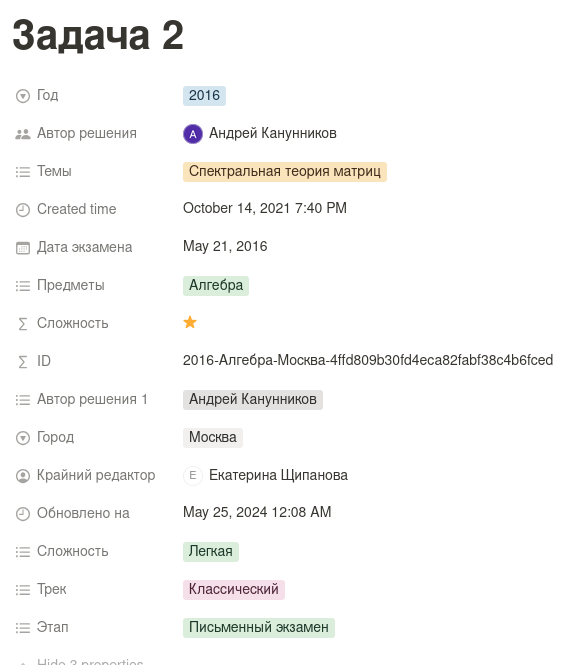 Задача 2
Год 2016
Автор решения A Андрей Канунников
Темы Спектральная теория матриц
Created time October 14, 2021 7:40 PM
Дата экзамена May 21, 2016
Предметы Алгебра
Сложность
ID 2016-Алгебра-Москва-4ffd809b30fd4eca82fabf38c4b6fced
Автор решения 1 Андрей Канунников
Город Москва
Крайний редактор E Екатерина Щипанова
Обновлено на May 25, 2024 12:08 AM
Сложность Легкая
Трек Классический
Этап Письменный экзамен
Hide 3 properties